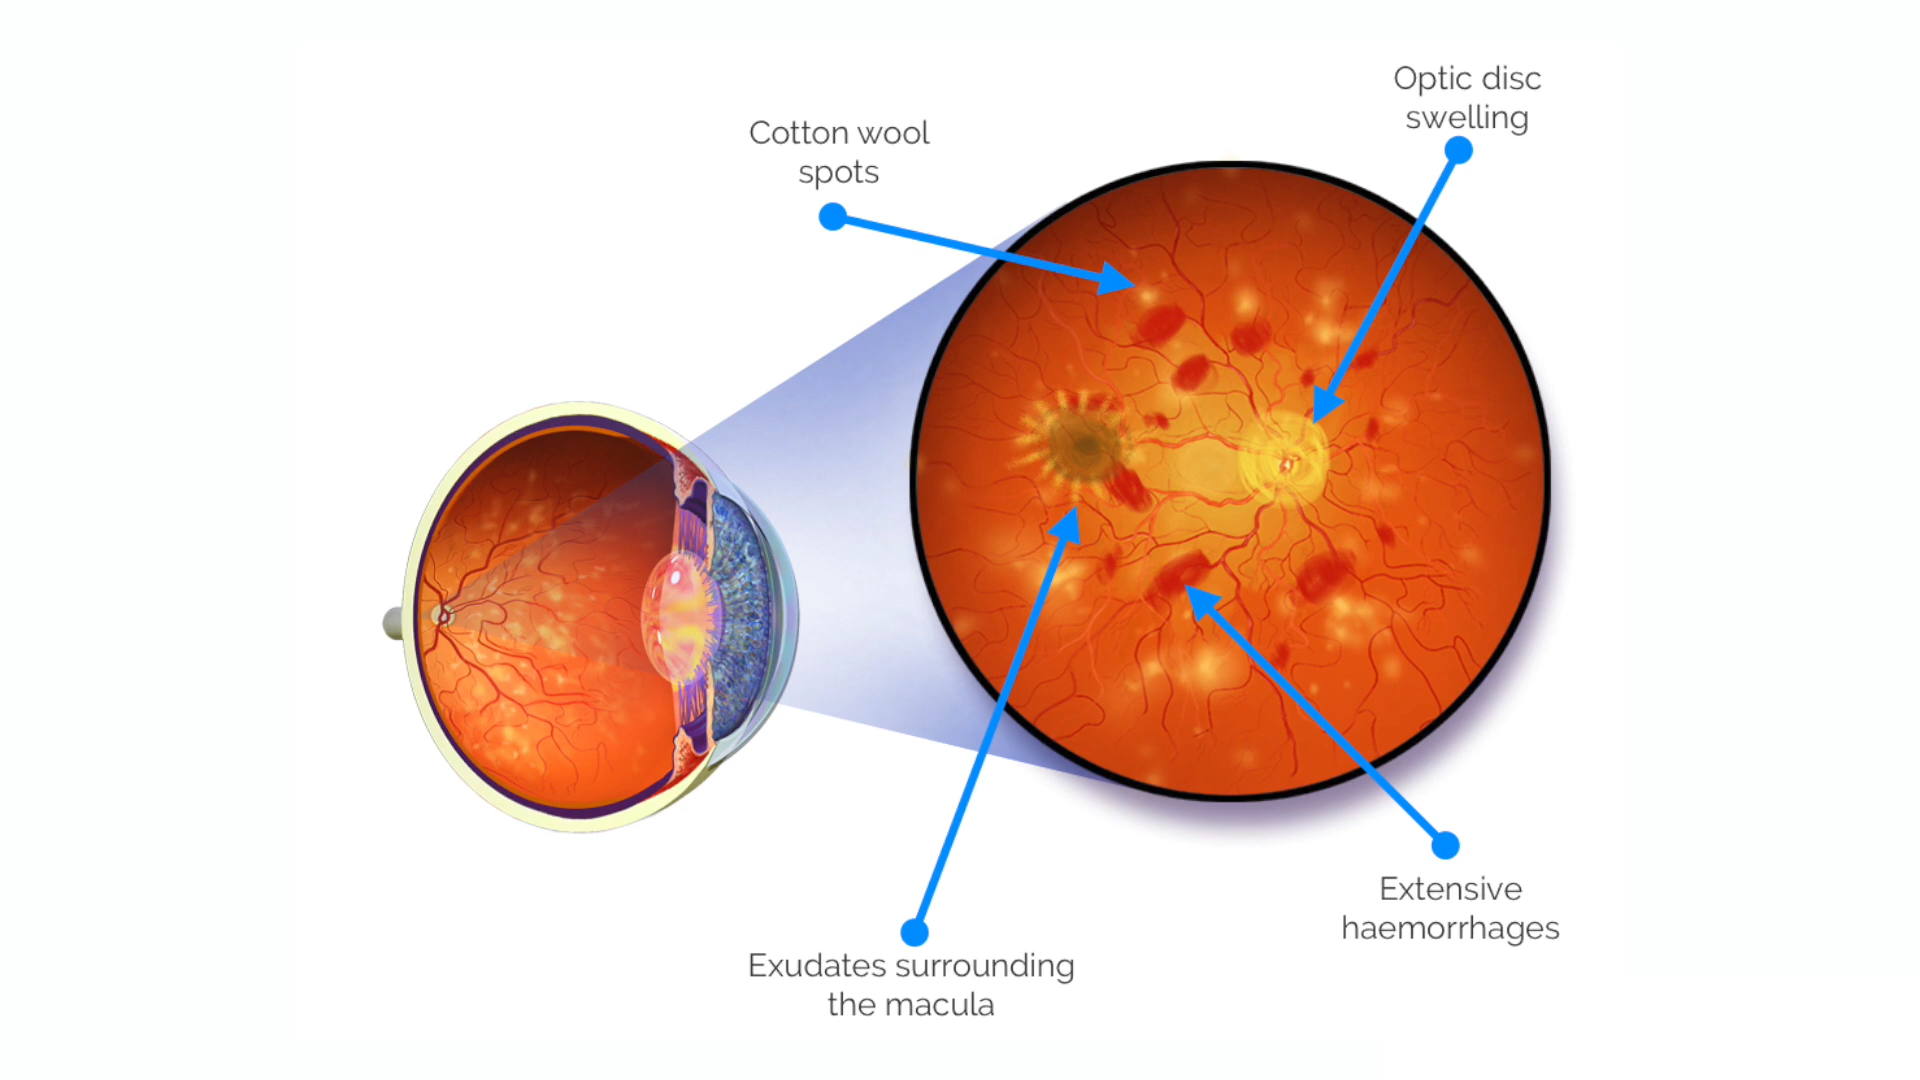 Optic disc
swelling
Cotton wool
spots
Extensive
haemorrhages
Exudates surrounding
the macula